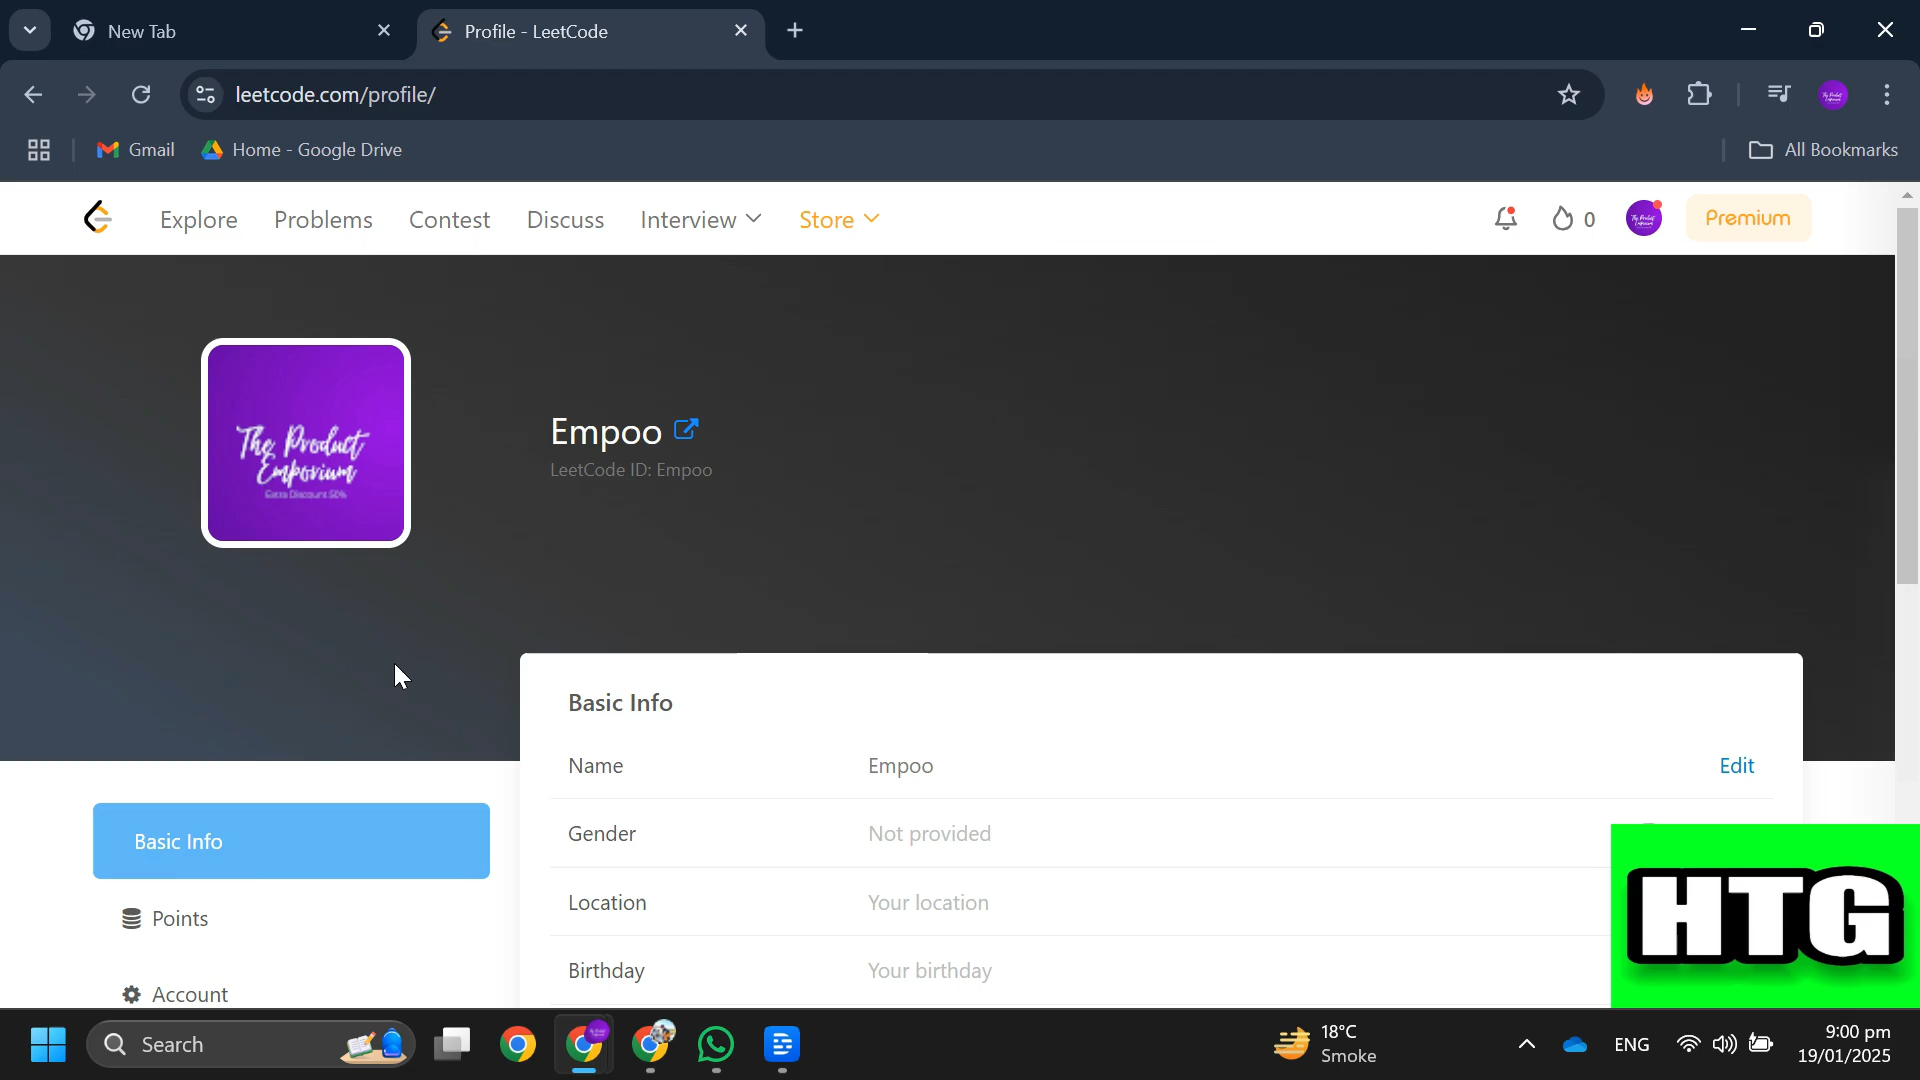 New Tab
Profile - LeetCode
leetcode.com/profile/
Gmail
Home - Google Drive
All Bookmarks
Explore
Problems
Contest
Discuss
Interview
Store
0
Premium
The Product
Emporium
Extra Discount 50%
Empoo
LeetCode ID: Empoo
Basic Info
Name
Empoo
Edit
Gender
Not provided
Location
Your location
Birthday
Your birthday
Basic Info
Points
Account
HTG
Search
18°C
Smoke
ENG
9:00 pm
19/01/2025